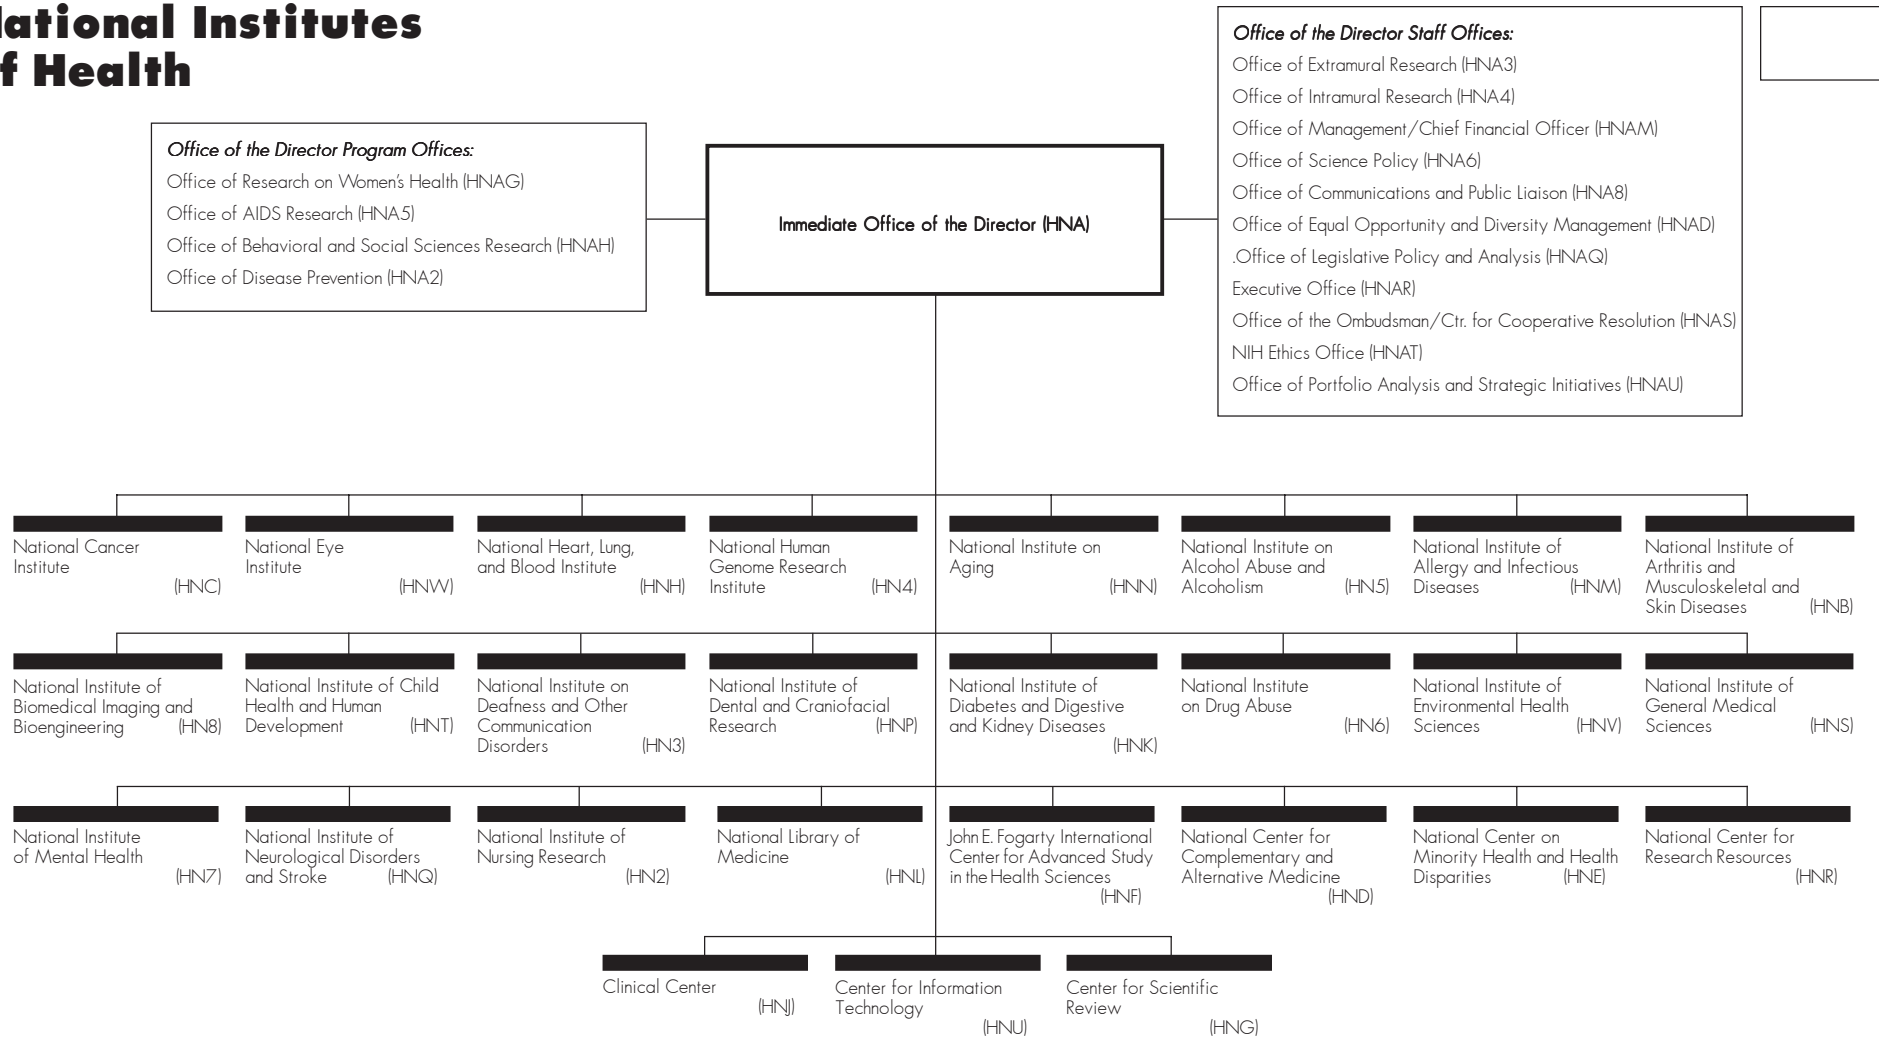 National Institutes
of Health
Office of the Director Program Offices:
Office of Research on Women's Health (HNAG)
Office of AIDS Research (HNA5)
Office of Behavioral and Social Sciences Research (HNAH)
Office of Disease Prevention (HNA2)
Immediate Office of the Director (HNA)
Office of the Director Staff Offices:
Office of Extramural Research (HNA3)
Office of Intramural Research (HNA4)
Office of Management/Chief Financial Officer (HNAM)
Office of Science Policy (HNA6)
Office of Communications and Public Liaison (HNA8)
Office of Equal Opportunity and Diversity Management (HNAD)
.Office of Legislative Policy and Analysis (HNAQ)
Executive Office (HNAR)
Office of the Ombudsman/Ctr. for Cooperative Resolution (HNAS)
NIH Ethics Office (HNAT)
Office of Portfolio Analysis and Strategic Initiatives (HNAU)
National Cancer
Institute
(HNC)
National Eye
Institute
(HNW)
National Heart, Lung,
and Blood Institute
(HNH)
National Human
Genome Research
Institute (HN4)
National Institute on
Aging
(HNN)
National Institute on
Alcohol Abuse and
Alcoholism (HN5)
National Institute of
Allergy and Infectious
Diseases (HNM)
National Institute of
Arthritis and
Musculoskeletal and
Skin Diseases (HNB)
National Institute of
Biomedical Imaging and
Bioengineering (HN8)
National Institute of Child
Health and Human
Development (HNT)
National Institute on
Deafness and Other
Communication
Disorders (HN3)
National Institute of
Dental and Craniofacial
Research (HNP)
National Institute of
Diabetes and Digestive
and Kidney Diseases
(HNK)
National Institute
on Drug Abuse
(HN6)
National Institute of
Environmental Health
Sciences (HNV)
National Institute of
General Medical
Sciences (HNS)
National Institute
of Mental Health
(HN7)
National Institute of
Neurological Disorders
and Stroke (HNQ)
National Institute of
Nursing Research
(HN2)
National Library of
Medicine
(HNL)
John E. Fogarty International
Center for Advanced Study
in the Health Sciences
(HNF)
National Center for
Complementary and
Alternative Medicine
(HND)
National Center on
Minority Health and Health
Disparities (HNE)
National Center for
Research Resources
(HNR)
Clinical Center
(HNJ)
Center for Information
Technology
(HNU)
Center for Scientific
Review
(HNG)